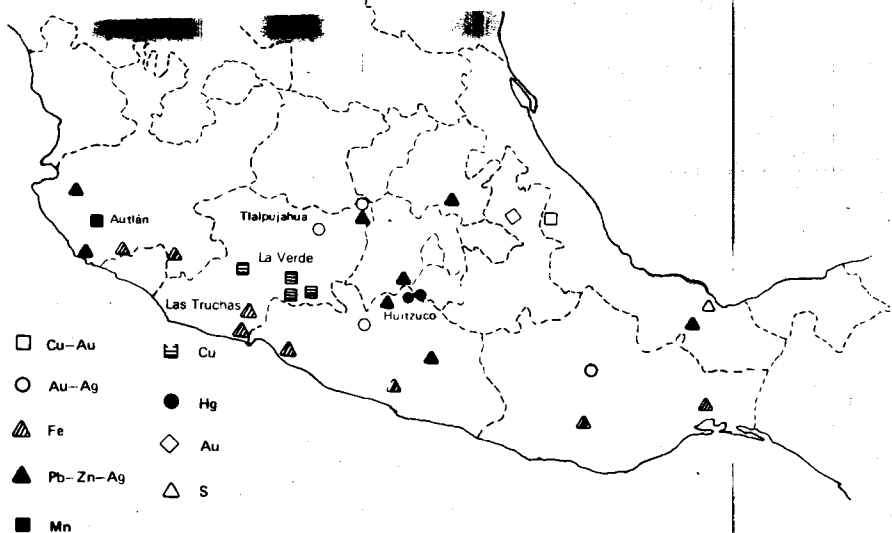 Autlán
Tlalpujahua
La Verde
Las Truchas
Huitzuco
Cu-Au
Au-Ag
Fe
Pb-Zn-Ag
Mn
Cu
Hg
Au
S